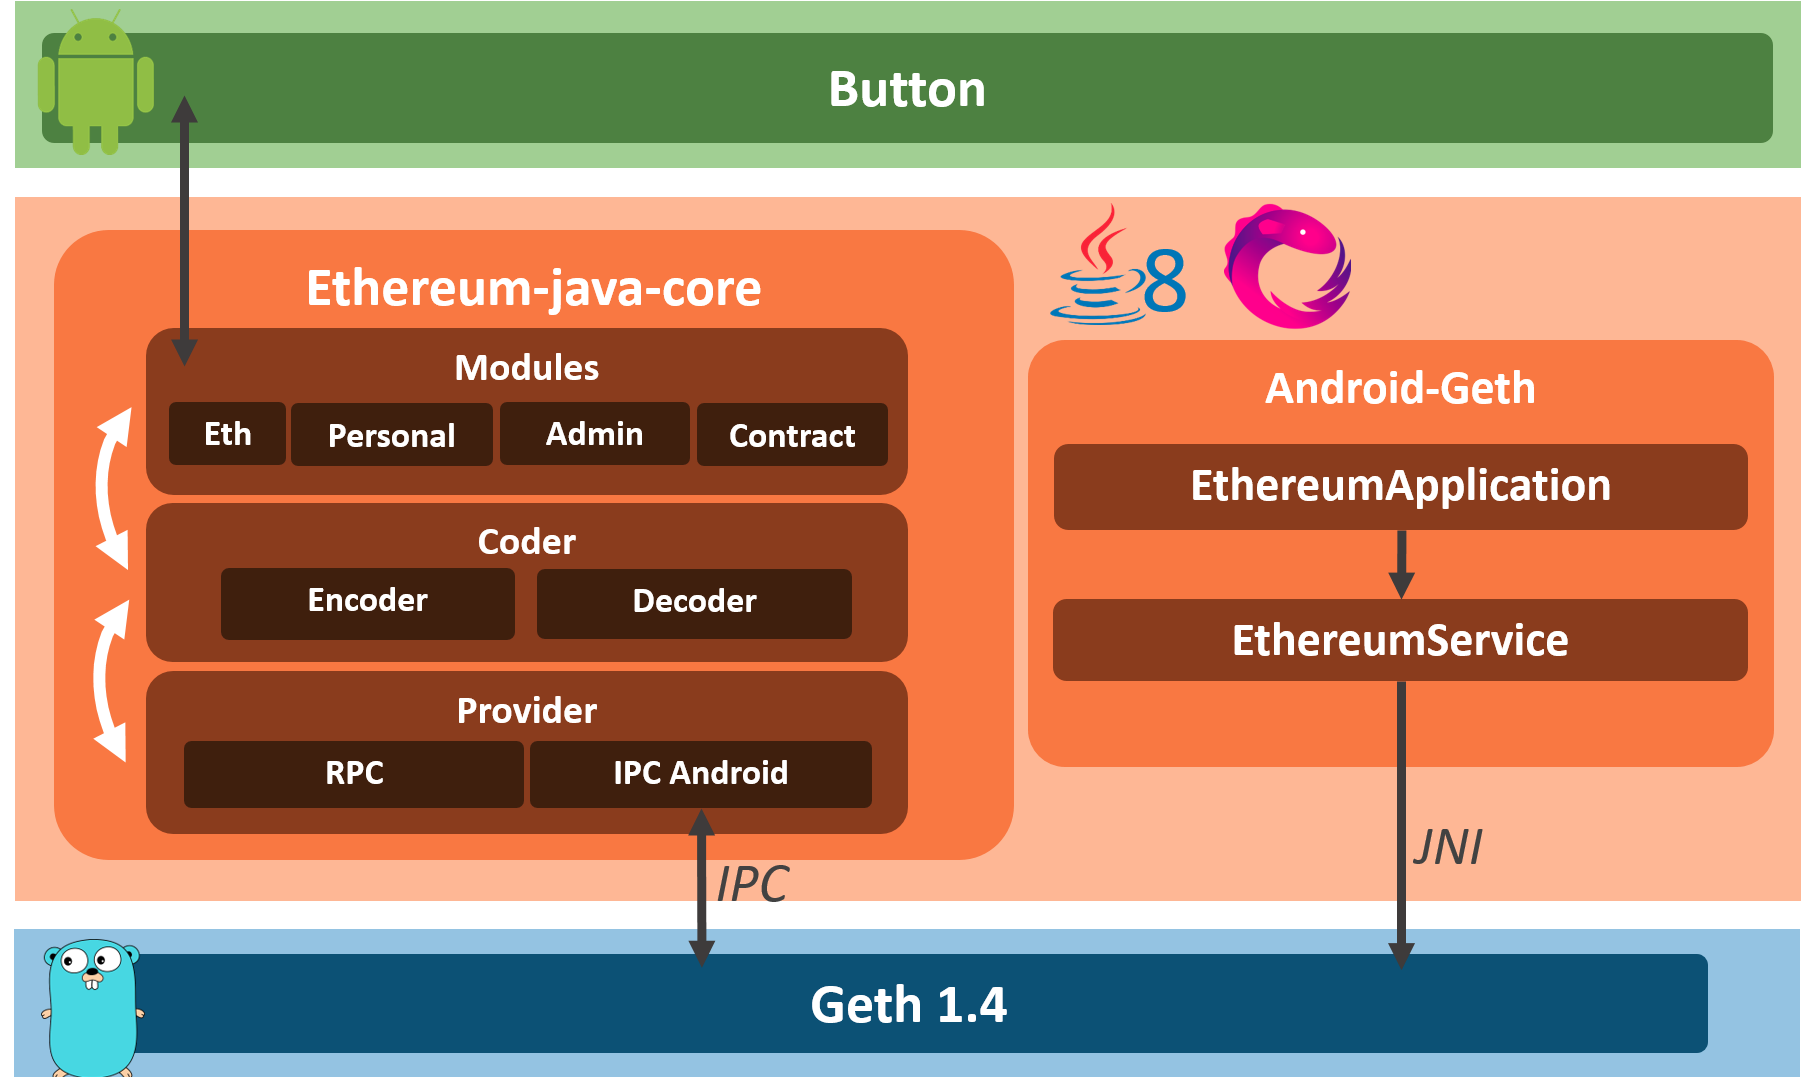 Button
Ethereum-java-core
8
Modules
Eth
Personal
Admin
Contract
Coder
Encoder
Decoder
Provider
RPC
IPC Android
IPC
Android-Geth
EthereumApplication
EthereumService
JNI
Geth 1.4